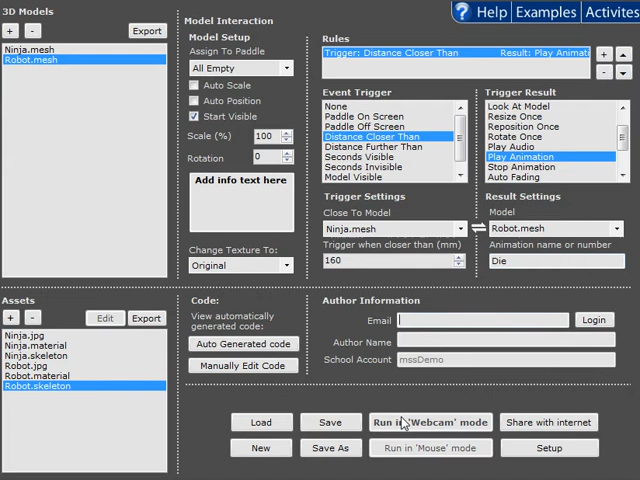 Help Examples Activites
3D Models
+ - Export
Ninja.mesh
Robot.mesh
Model Interaction
Model Setup
Assign To Paddle
All Empty
Auto Scale
Auto Position
Start Visible
Scale (%) 100
Rotation 0
Add info text here
Change Texture To:
Original
Rules
Trigger: Distance Closer Than Result: Play Animati
+
-
Event Trigger
None
Paddle On Screen
Paddle Off Screen
Distance Closer Than
Distance Further Than
Seconds Visible
Seconds Invisible
Model Visible
Trigger Result
Look At Model
Resize Once
Reposition Once
Rotate Once
Play Audio
Play Animation
Stop Animation
Auto Fading
Trigger Settings
Close To Model
Ninja.mesh
Trigger when closer than (mm)
160
Result Settings
Model
Robot.mesh
Animation name or number
Die
Assets
+ - Edit Export
Ninja.jpg
Ninja.material
Ninja.skeleton
Robot.jpg
Robot.material
Robot.skeleton
Code:
View automatically
generated code:
Auto Generated code
Manually Edit Code
Author Information
Email Login
Author Name
School Account mssDemo
Load Save Run in 'Webcam' mode Share with internet
New Save As Run in 'Mouse' mode Setup